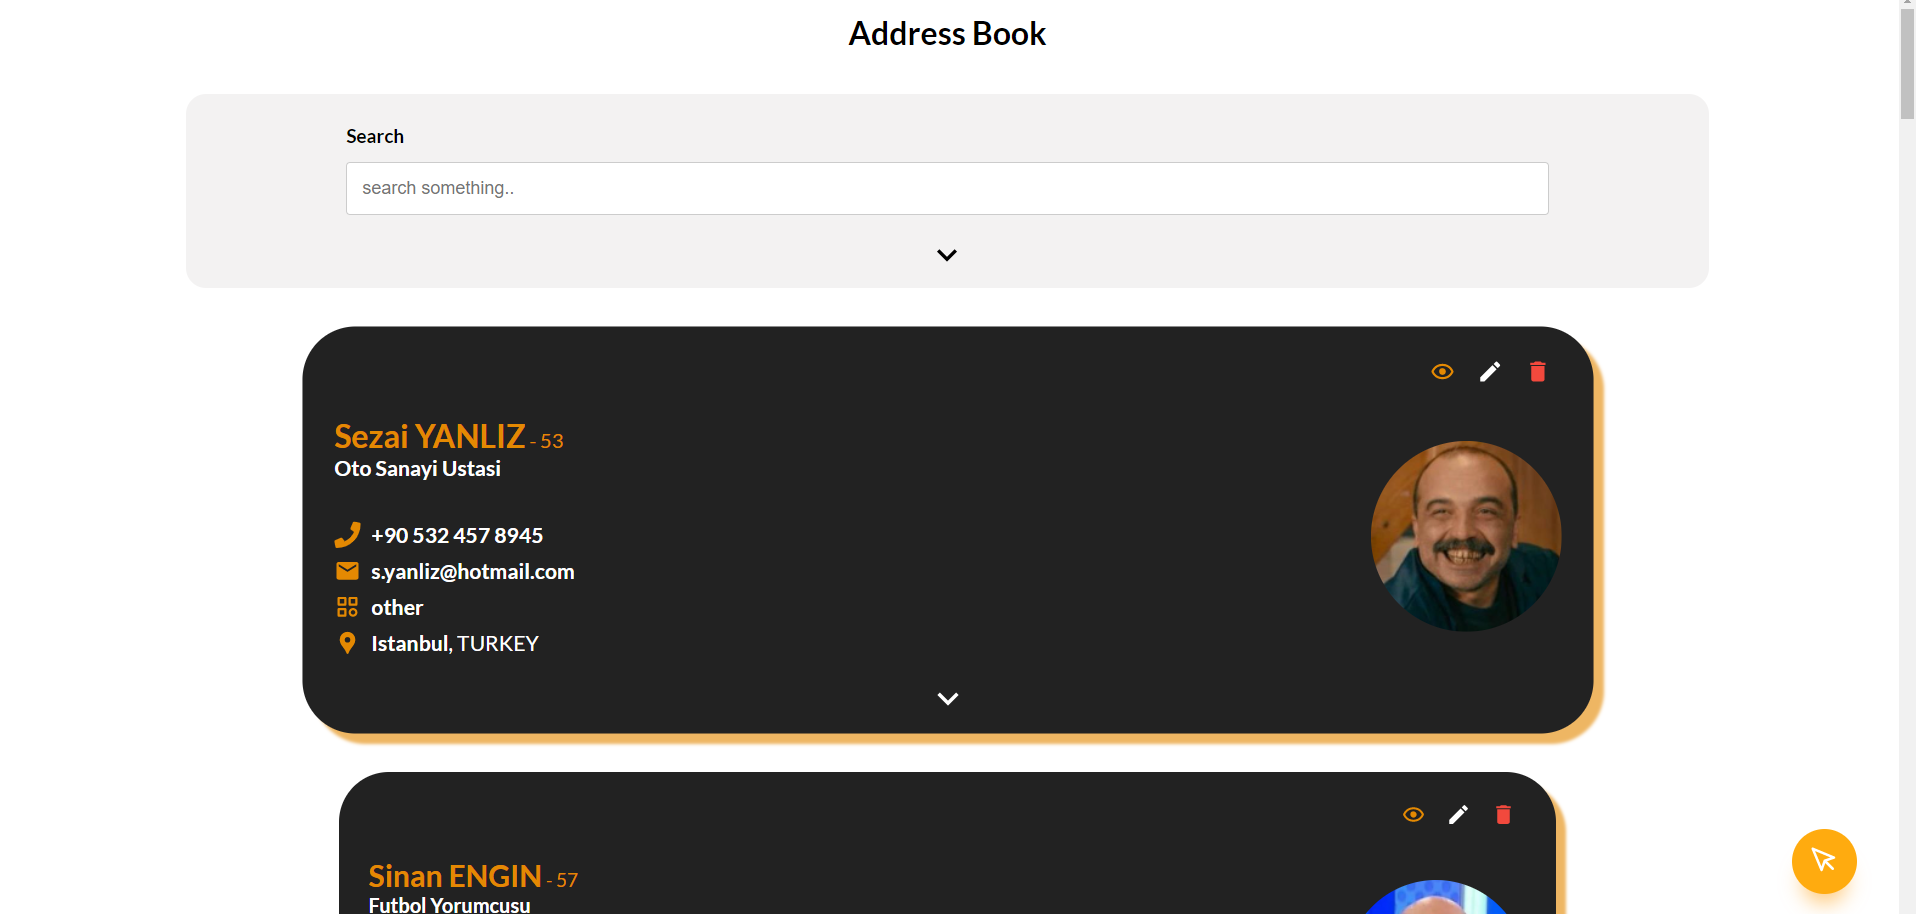 Address Book
Search
search something..
Sezai YANLIZ - 53
Oto Sanayi Ustasi
+90 532 457 8945
s.yanliz@hotmail.com
other
Istanbul, TURKEY
Sinan ENGIN - 57
Futbol Yorumcusu